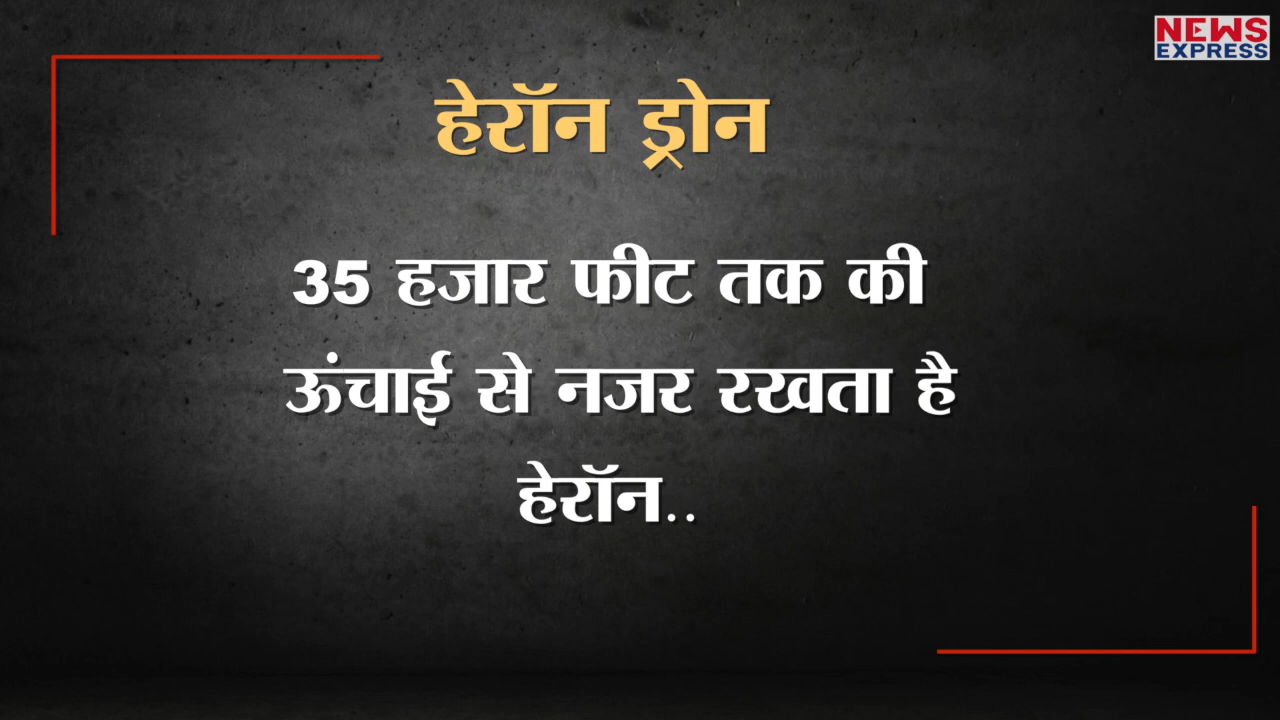 NEWS
EXPRESS
हेरॉन ड्रोन
35 हजार फीट तक की
ऊंचाई से नजर रखता है
हेरॉन..